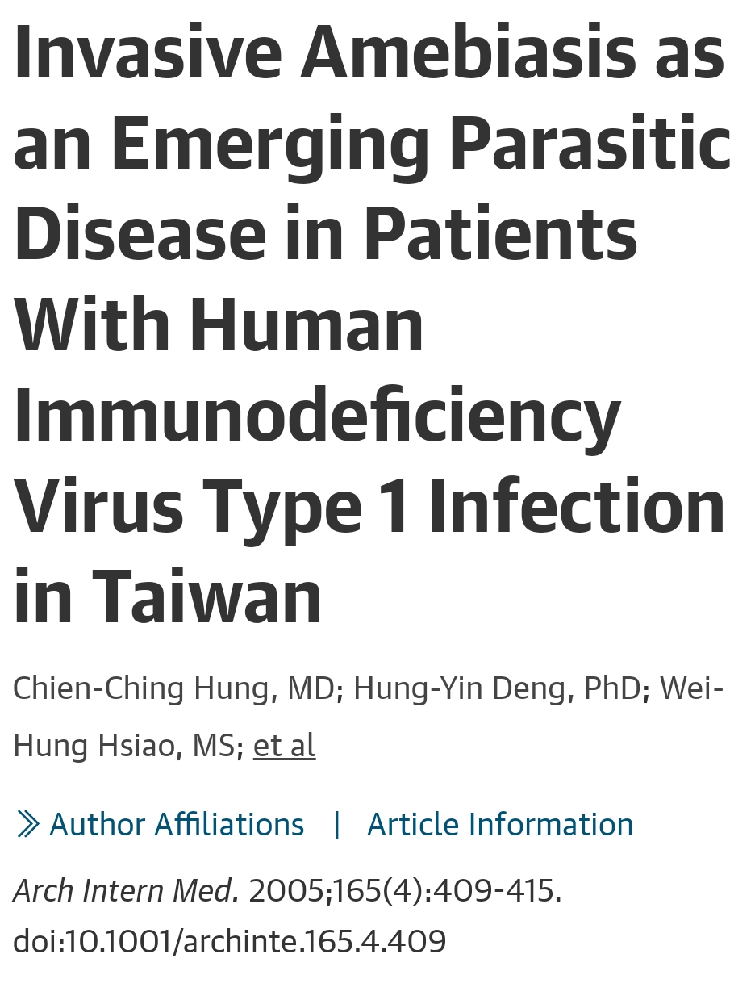 Invasive Amebiasis as
an Emerging Parasitic
Disease in Patients
With Human
Immunodeficiency
Virus Type 1 Infection
in Taiwan
Chien-Ching Hung, MD; Hung-Yin Deng, PhD; Wei-
Hung Hsiao, MS; et al
Author Affiliations | Article Information
Arch Intern Med. 2005;165(4):409-415.
doi:10.1001/archinte.165.4.409